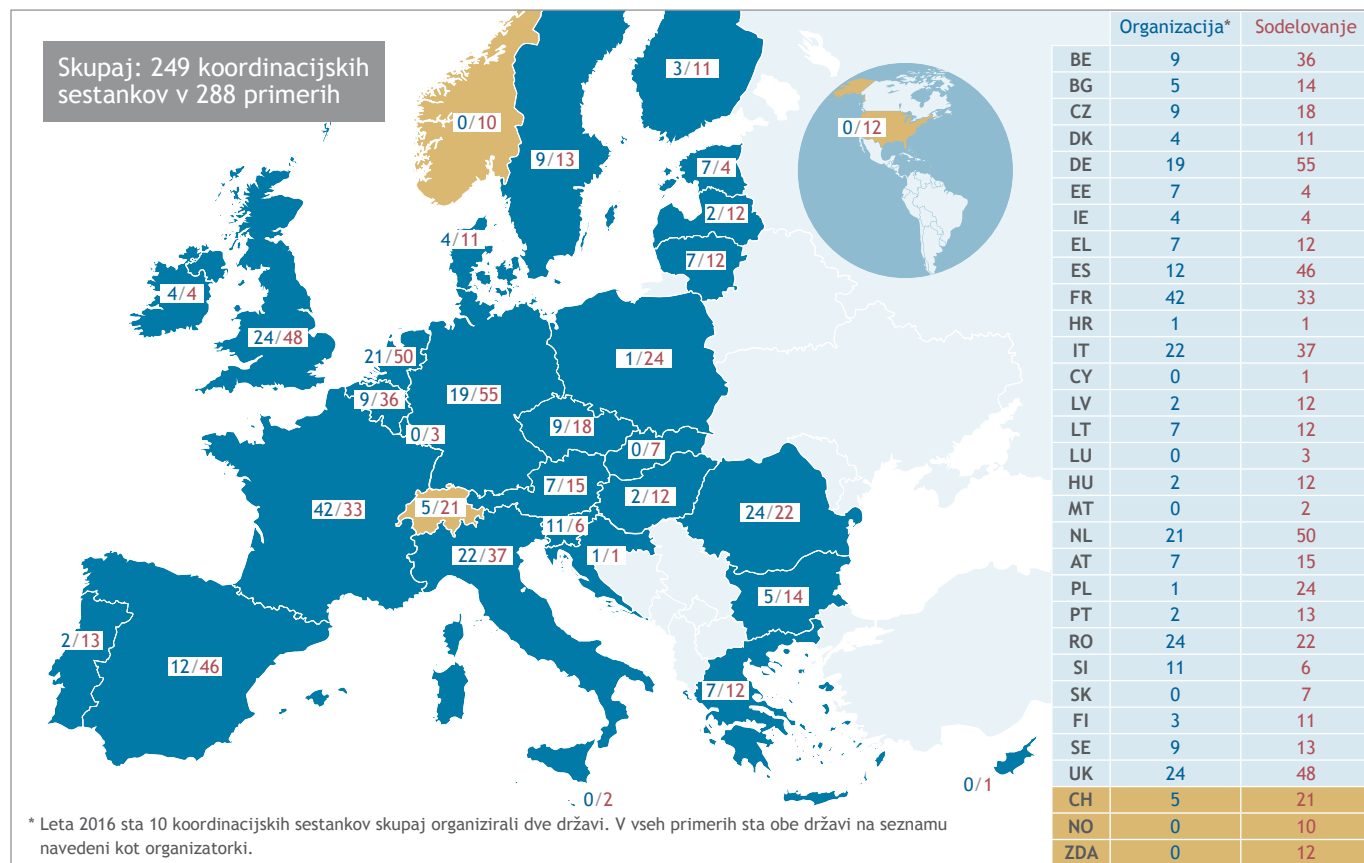 Skupaj: 249 koordinacijskih
sestankov v 288 primerih
3/11
0/10
0/12
9/13
7/4
2/12
4/11
7/12
4/4
24/48
21/50
1/24
9/36
19/55
9/18
0/3
0/7
7/15
2/12
42/33
5/21
24/22
11/6
22/37
1/1
5/14
2/13
12/46
7/12
0/1
0/2
* Leta 2016 sta 10 koordinacijskih sestankov skupaj organizirali dve državi. V vseh primerih sta obe državi na seznamu
navedeni kot organizatorki.
Organizacija* Sodelovanje
BE 9 36
BG 5 14
CZ 9 18
DK 4 11
DE 19 55
EE 7 4
IE 4 4
EL 7 12
ES 12 46
FR 42 33
HR 1 1
IT 22 37
CY 0 1
LV 2 12
LT 7 12
LU 0 3
HU 2 12
MT 0 2
NL 21 50
AT 7 15
PL 1 24
PT 2 13
RO 24 22
SI 11 6
SK 0 7
FI 3 11
SE 9 13
UK 24 48
CH 5 21
NO 0 10
ZDA 0 12